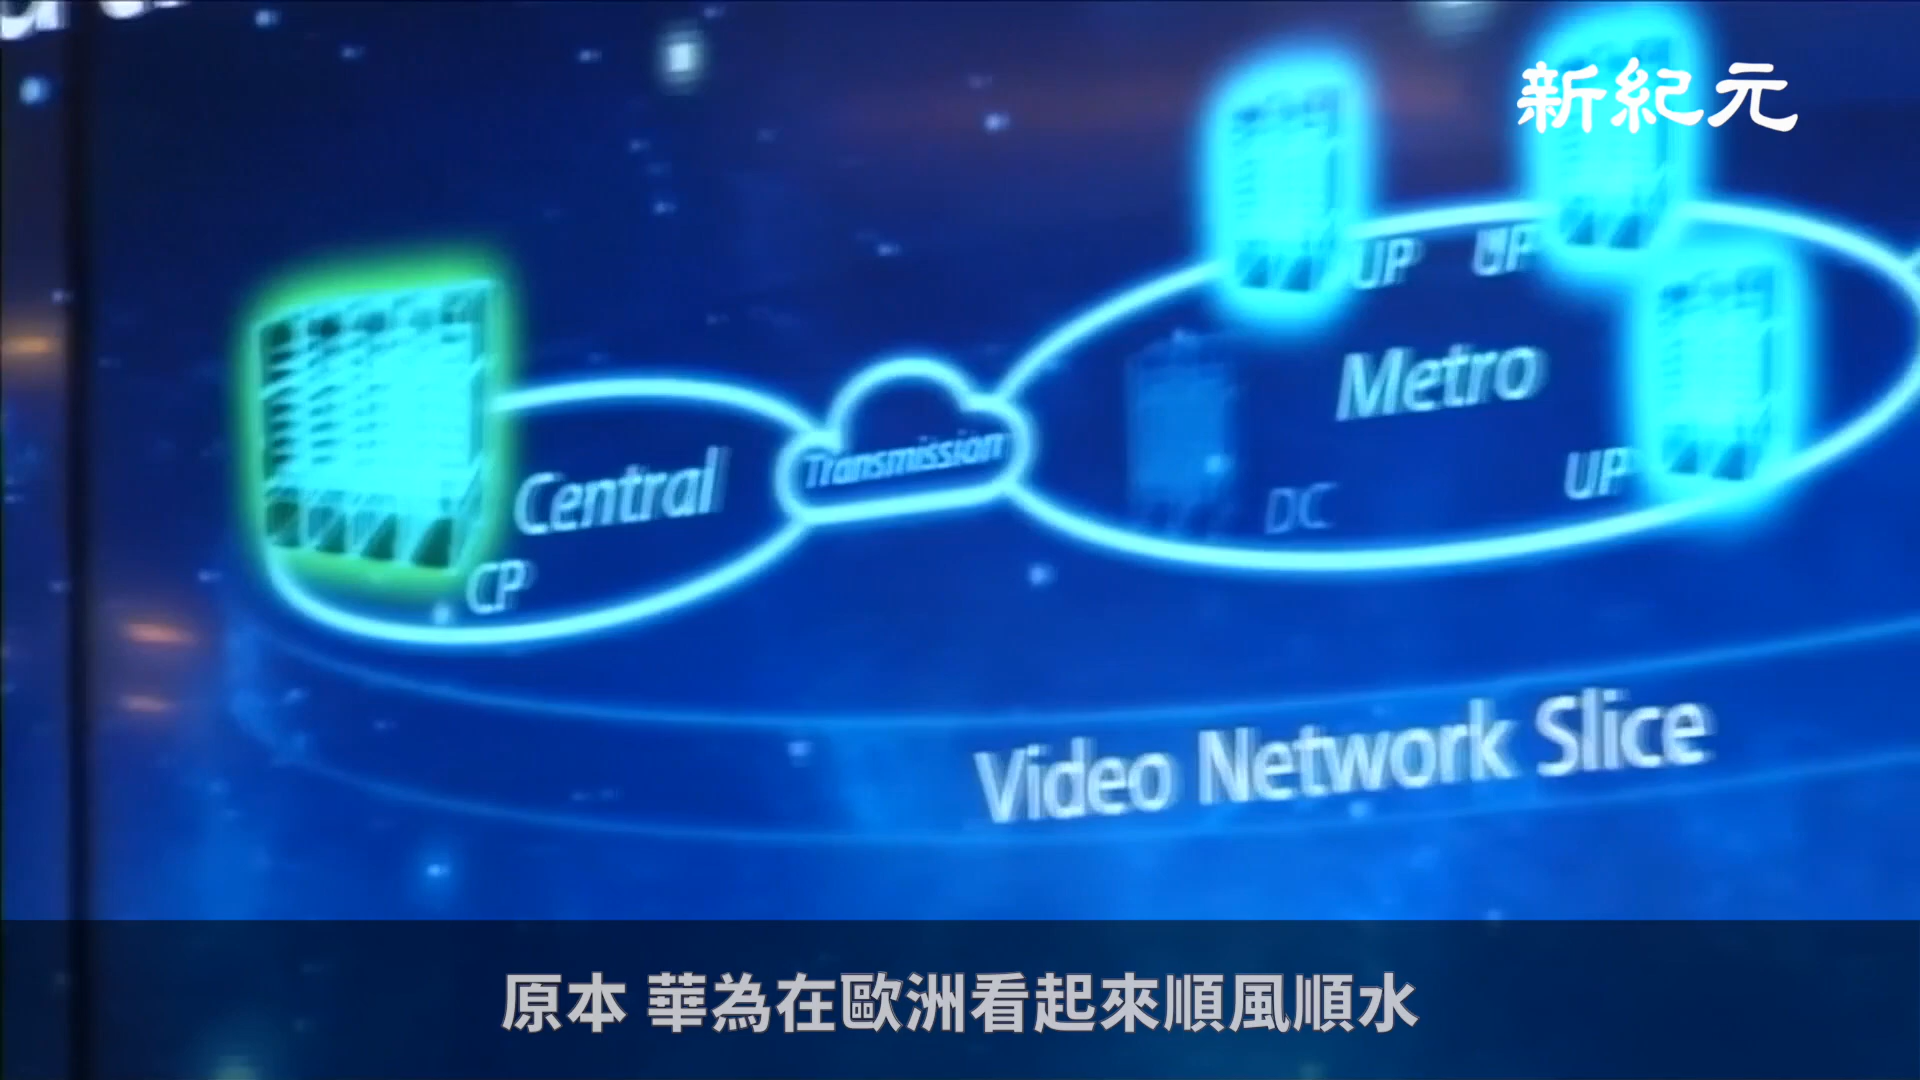 新紀元
UP UP
Metro
Transmission
Central
UP
DC
CP
Video Network Slice
原本 華為在歐洲看起來順風順水